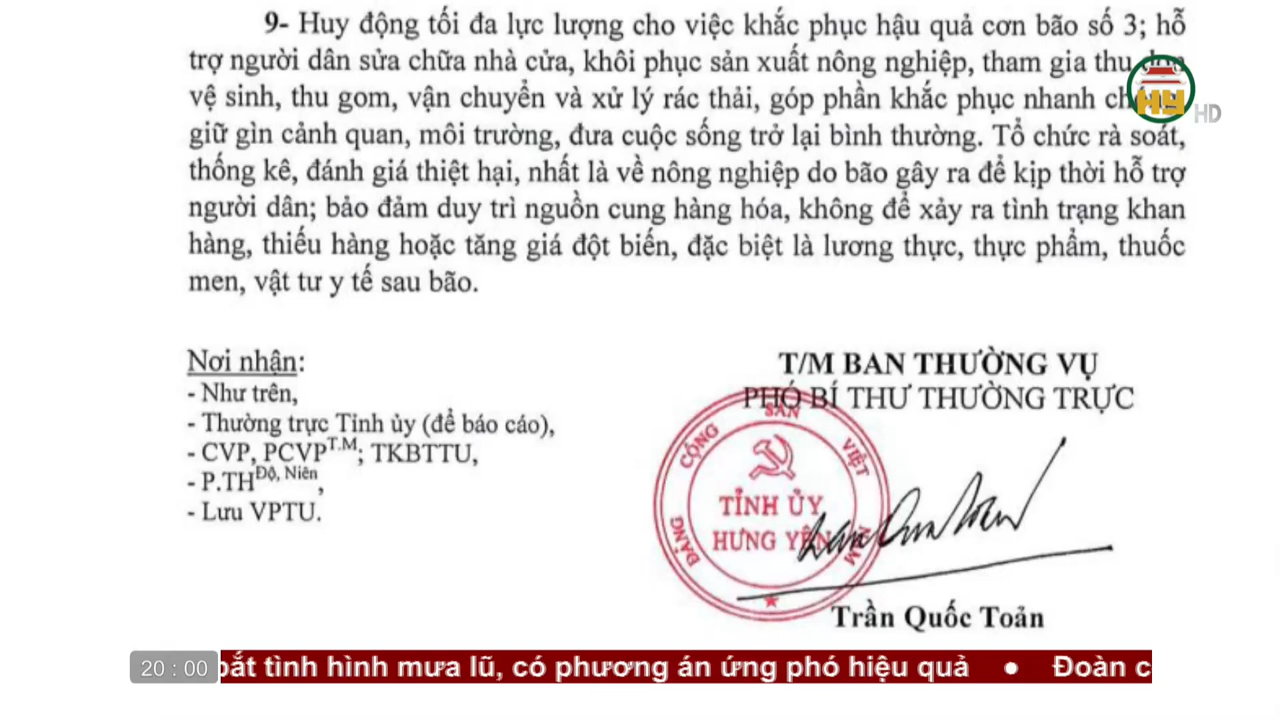 9- Huy động tối đa lực lượng cho việc khắc phục hậu quả cơn bão số 3; hỗ
trợ người dân sửa chữa nhà cửa, khôi phục sản xuất nông nghiệp, tham gia thu dọn
vệ sinh, thu gom, vận chuyển và xử lý rác thải, góp phần khắc phục nhanh chóng,
giữ gìn cảnh quan, môi trường, đưa cuộc sống trở lại bình thường. Tổ chức rà soát,
thống kê, đánh giá thiệt hại, nhất là về nông nghiệp do bão gây ra để kịp thời hỗ trợ
người dân; bảo đảm duy trì nguồn cung hàng hóa, không để xảy ra tình trạng khan
hàng, thiếu hàng hoặc tăng giá đột biến, đặc biệt là lương thực, thực phẩm, thuốc
men, vật tư y tế sau bão.
HY HD
Nơi nhận:
- Như trên,
- Thường trực Tỉnh ủy (để báo cáo),
- CVP, PCVPT.M; TKBTTU,
- P.THĐộ, Niên,
- Lưu VPTU.
T/M BAN THƯỜNG VỤ
PHÓ BÍ THƯ THƯỜNG TRỰC
ĐẢNG CỘNG SẢN VIỆT NAM
TỈNH ỦY
HƯNG YÊN
Trần Quốc Toản
20 : 00 bắt tình hình mưa lũ, có phương án ứng phó hiệu quả ● Đoàn c